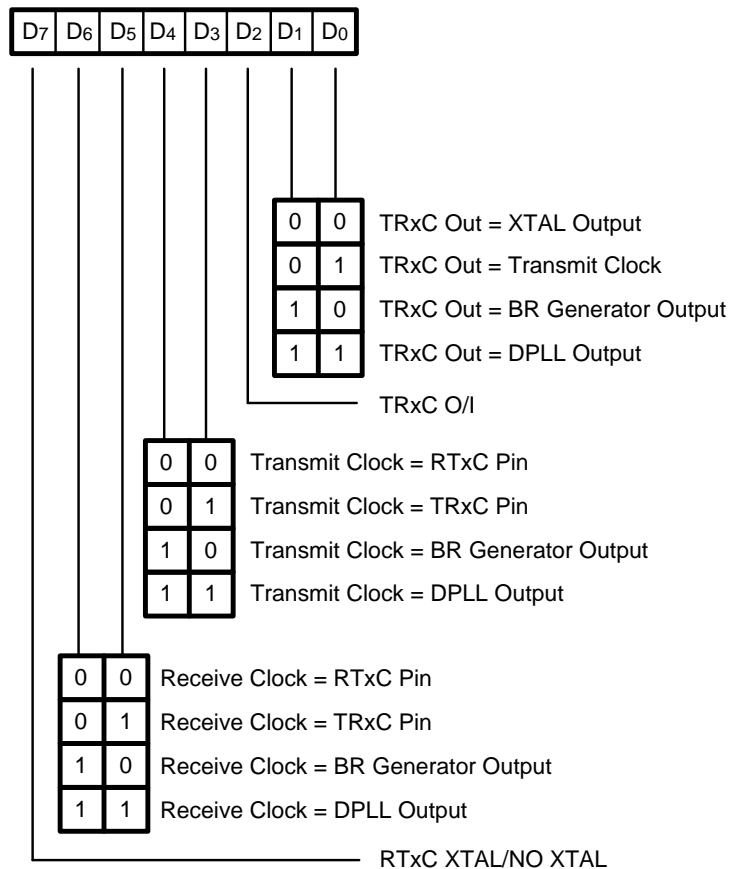 D7 D6 D5 D4 D3 D2 D1 D0
0 0 TRxC Out = XTAL Output
0 1 TRxC Out = Transmit Clock
1 0 TRxC Out = BR Generator Output
1 1 TRxC Out = DPLL Output
TRxC O/I
0 0 Transmit Clock = RTxC Pin
0 1 Transmit Clock = TRxC Pin
1 0 Transmit Clock = BR Generator Output
1 1 Transmit Clock = DPLL Output
0 0 Receive Clock = RTxC Pin
0 1 Receive Clock = TRxC Pin
1 0 Receive Clock = BR Generator Output
1 1 Receive Clock = DPLL Output
RTxC XTAL/NO XTAL